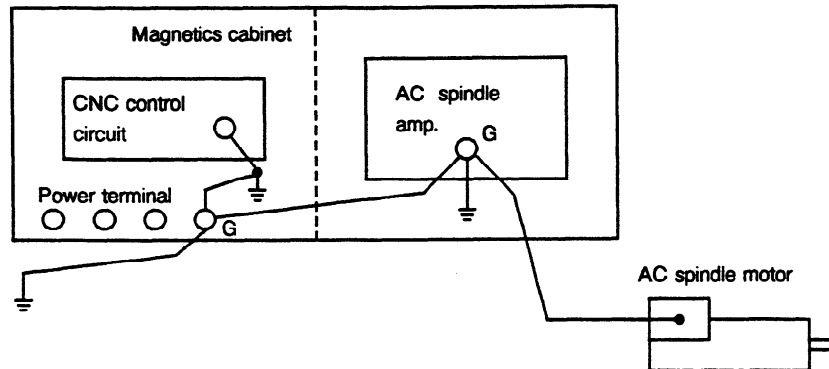 Magnetics cabinet
CNC control
circuit
AC spindle
amp.
G
Power terminal
G
AC spindle motor